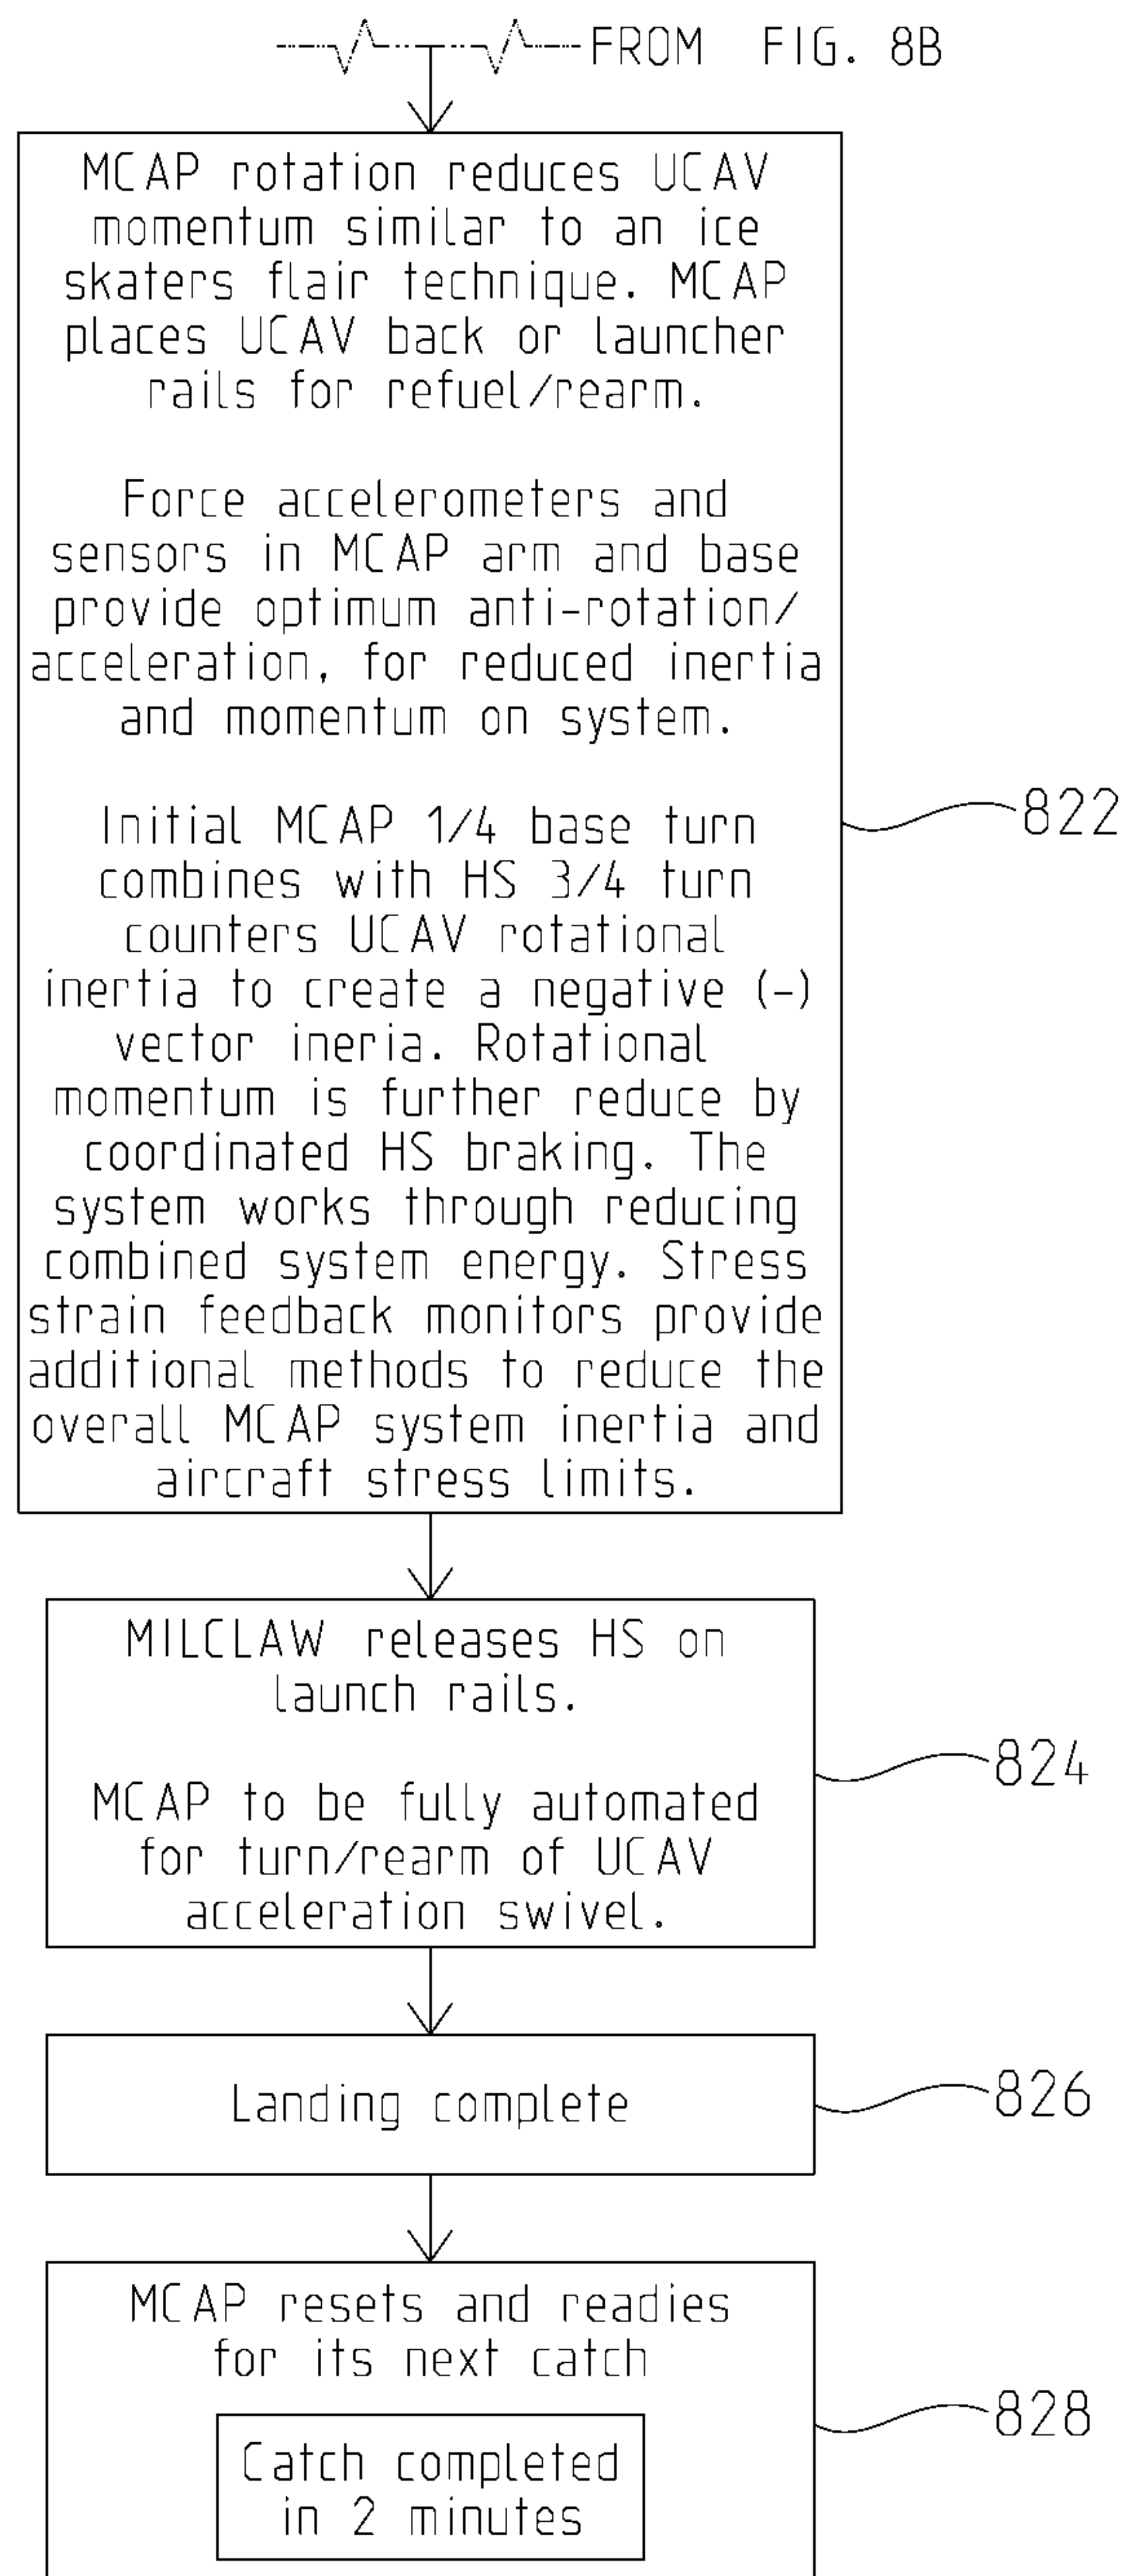 FROM FIG. 8B
MCAP rotation reduces UCAV
momentum similar to an ice
skaters flair technique. MCAP
places UCAV back or launcher
rails for refuel/rearm.
Force accelerometers and
sensors in MCAP arm and base
provide optimum anti-rotation/
acceleration, for reduced inertia
and momentum on system.
Initial MCAP 1/4 base turn
combines with HS 3/4 turn
counters UCAV rotational
inertia to create a negative (-)
vector ineria. Rotational
momentum is further reduce by
coordinated HS braking. The
system works through reducing
combined system energy. Stress
strain feedback monitors provide
additional methods to reduce the
overall MCAP system inertia and
aircraft stress limits.
822
MILCLAW releases HS on
launch rails.
MCAP to be fully automated
for turn/rearm of UCAV
acceleration swivel.
824
Landing complete
826
MCAP resets and readies
for its next catch
Catch completed
in 2 minutes
828